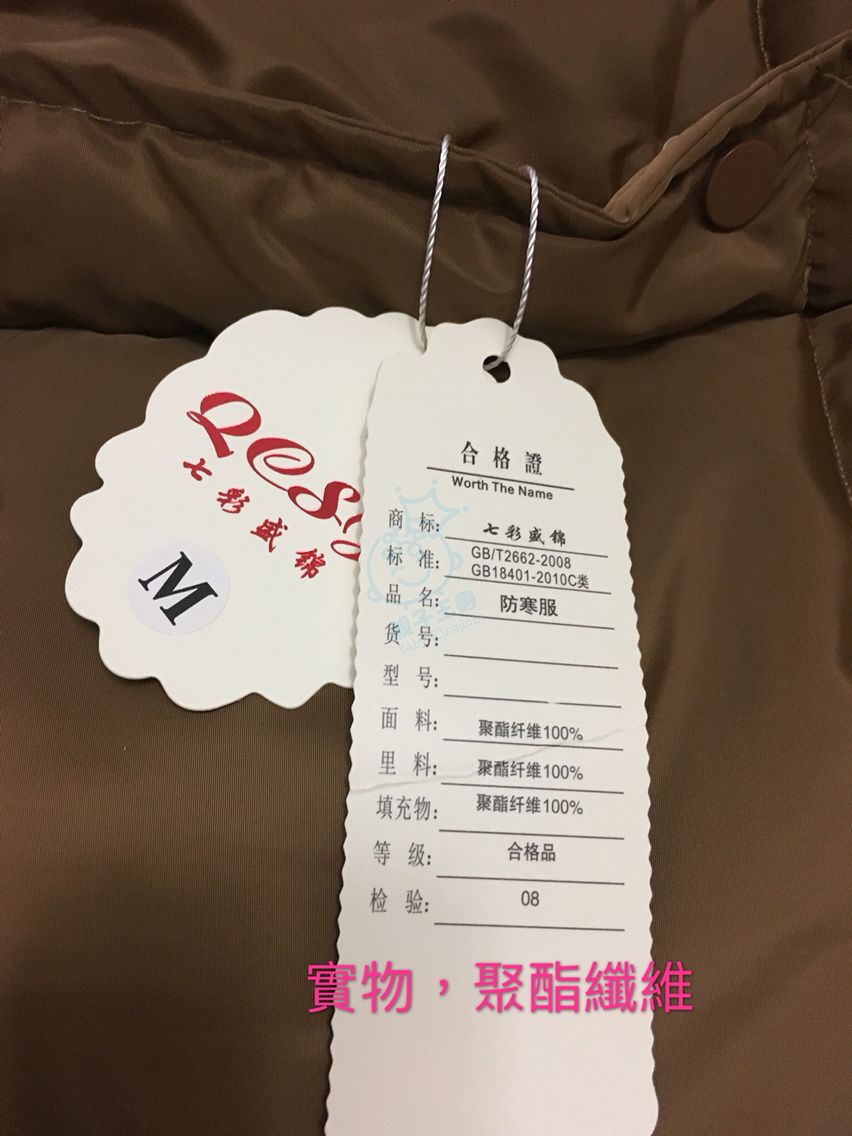 七彩盛锦
M
合格證
Worth The Name
商 标: 七彩盛锦
标 准: GB/T2662-2008
GB18401-2010C类
品 名: 防寒服
货 号:
型 号:
面 料: 聚酯纤维100%
里 料: 聚酯纤维100%
填充物: 聚酯纤维100%
等 级: 合格品
检 验: 08
實物，聚酯纖維